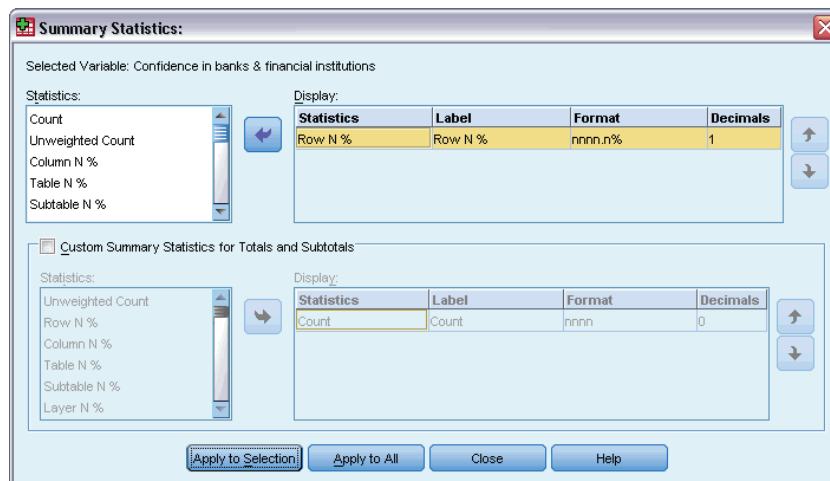 Summary Statistics:
Selected Variable: Confidence in banks & financial institutions
Statistics:
Count
Unweighted Count
Column N %
Table N %
Subtable N %
Display:
Statistics Label Format Decimals
Row N % Row N % nnnn.n% 1
Custom Summary Statistics for Totals and Subtotals
Statistics:
Unweighted Count
Row N %
Column N %
Table N %
Subtable N %
Layer N %
Display:
Statistics Label Format Decimals
Count Count nnnn 0
Apply to Selection Apply to All Close Help